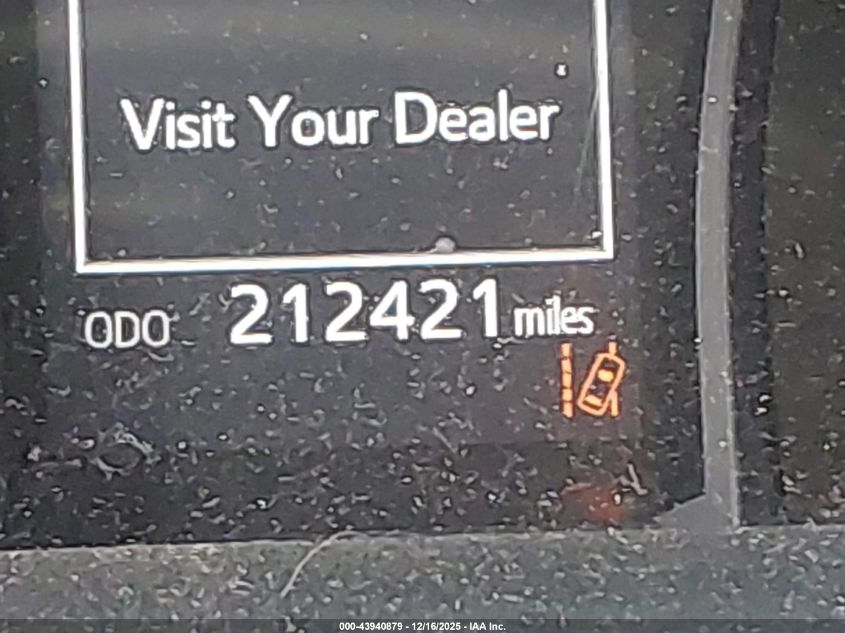 Visit Your Dealer
ODO 212421 miles
000-43940879 - 12/16/2025 - IAA Inc.